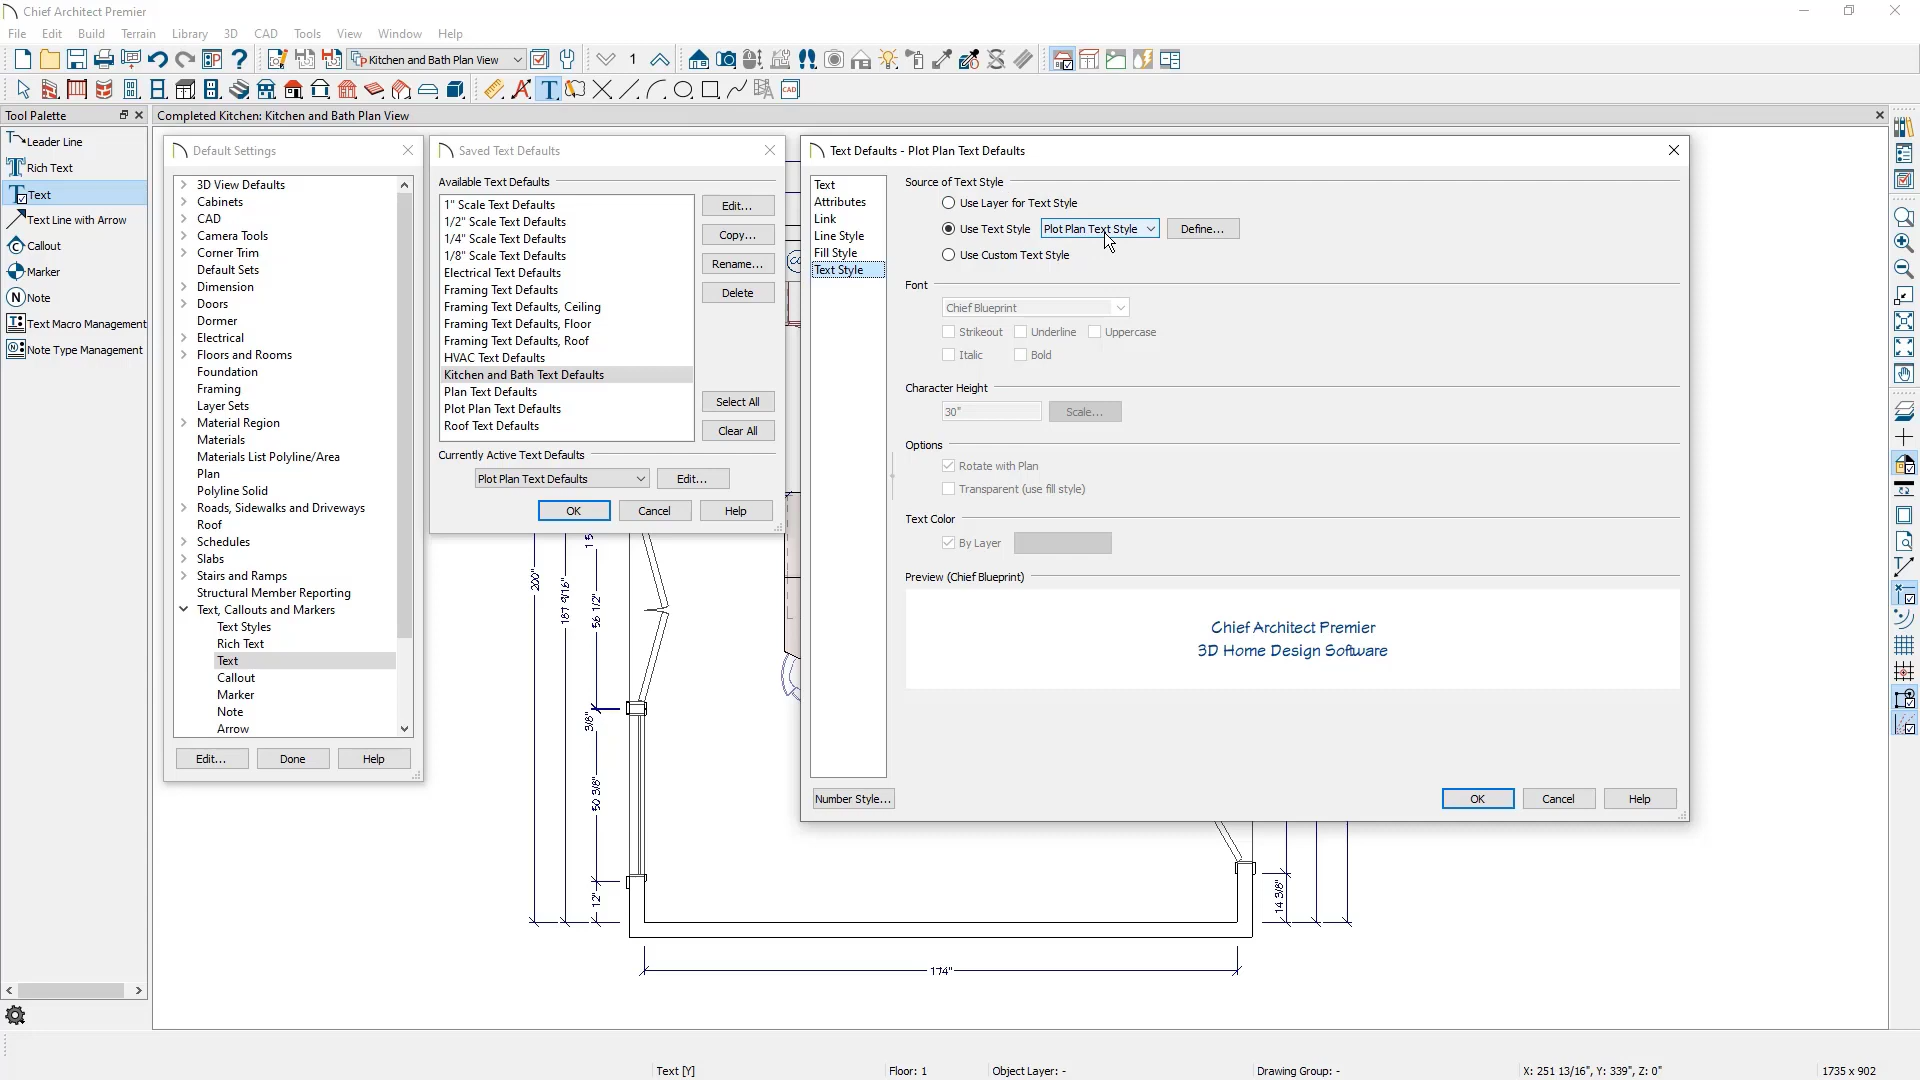 Chief Architect Premier
File Edit Build Terrain Library 3D CAD Tools View Window Help
Kitchen and Bath Plan View 1
Tool Palette
Completed Kitchen: Kitchen and Bath Plan View
Leader Line
Rich Text
Text
Text Line with Arrow
Callout
Marker
Note
Text Macro Management
Note Type Management
Default Settings
3D View Defaults
Cabinets
CAD
Camera Tools
Corner Trim
Default Sets
Dimension
Doors
Dormer
Electrical
Floors and Rooms
Foundation
Framing
Layer Sets
Material Region
Materials
Materials List Polyline/Area
Plan
Polyline Solid
Roads, Sidewalks and Driveways
Roof
Schedules
Slabs
Stairs and Ramps
Structural Member Reporting
Text, Callouts and Markers
Text Styles
Rich Text
Text
Callout
Marker
Note
Arrow
Edit... Done Help
Saved Text Defaults
Available Text Defaults
1" Scale Text Defaults
1/2" Scale Text Defaults
1/4" Scale Text Defaults
1/8" Scale Text Defaults
Electrical Text Defaults
Framing Text Defaults
Framing Text Defaults, Ceiling
Framing Text Defaults, Floor
Framing Text Defaults, Roof
HVAC Text Defaults
Kitchen and Bath Text Defaults
Plan Text Defaults
Plot Plan Text Defaults
Roof Text Defaults
Edit...
Copy...
Rename...
Delete
Select All
Clear All
Currently Active Text Defaults
Plot Plan Text Defaults Edit...
OK Cancel Help
Text Defaults - Plot Plan Text Defaults
Text
Attributes
Link
Line Style
Fill Style
Text Style
Source of Text Style
Use Layer for Text Style
Use Text Style Plot Plan Text Style Define...
Use Custom Text Style
Font
Chief Blueprint
Strikeout Underline Uppercase
Italic Bold
Character Height
30" Scale...
Options
Rotate with Plan
Transparent (use fill style)
Text Color
By Layer
Preview (Chief Blueprint)
Chief Architect Premier
3D Home Design Software
Number Style... OK Cancel Help
200"
187 9/16"
56 1/2"
3/8"
50 3/8"
12"
14 3/8"
174"
Text [Y] Floor: 1 Object Layer: - Drawing Group: - X: 251 13/16", Y: 339", Z: 0" 1735 x 902